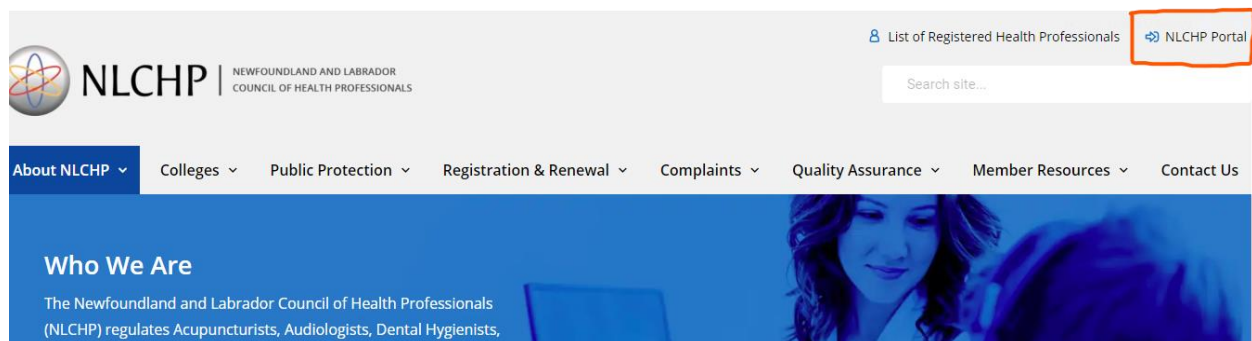 List of Registered Health Professionals
NLCHP Portal
NLCHP
NEWFOUNDLAND AND LABRADOR
COUNCIL OF HEALTH PROFESSIONALS
Search site...
About NLCHP Colleges Public Protection Registration & Renewal Complaints Quality Assurance Member Resources Contact Us
Who We Are
The Newfoundland and Labrador Council of Health Professionals
(NLCHP) regulates Acupuncturists, Audiologists, Dental Hygienists,